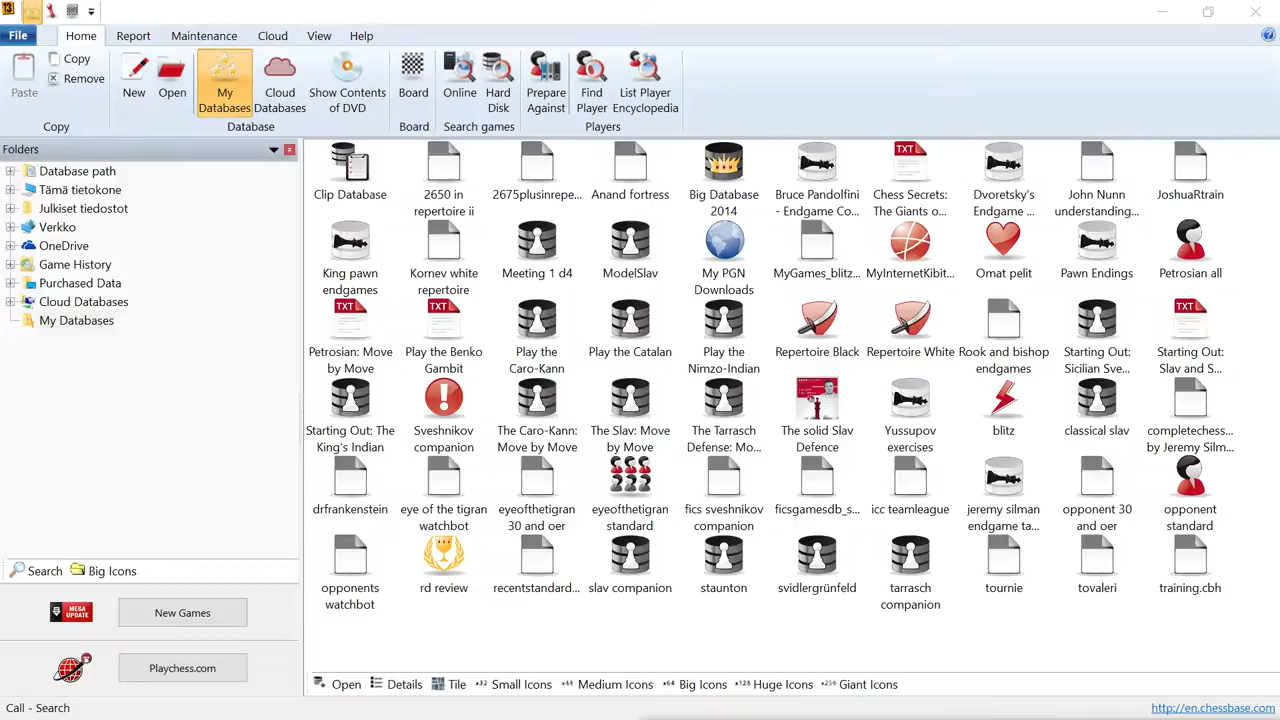 13
File Home Report Maintenance Cloud View Help
Paste
Copy
Remove
New
Open
My
Databases
Cloud
Databases
Show Contents
of DVD
Board
Online
Hard
Disk
Prepare
Against
Find
Player
List Player
Encyclopedia
Copy Database Board Search games Players
Folders
Database path
Tämä tietokone
Julkiset tiedostot
Verkko
OneDrive
Game History
Purchased Data
Cloud Databases
My Databases
Search Big Icons
MEGA
UPDATE
New Games
Playchess.com
Clip Database
2650 in
repertoire ii
2675plusinrepe...
Anand fortress
Big Database
2014
Bruce Pandolfini
- Endgame Co...
TXT
Chess Secrets:
The Giants o...
Dvoretsky's
Endgame ...
John Nunn
understanding...
JoshuaRtrain
King pawn
endgames
Kornev white
repertoire
Meeting 1 d4
ModelSlav
My PGN
Downloads
MyGames_blitz...
MyInternetKibit...
Omat pelit
Pawn Endings
Petrosian all
TXT
Petrosian: Move
by Move
TXT
Play the Benko
Gambit
Play the
Caro-Kann
Play the Catalan
Play the
Nimzo-Indian
Repertoire Black
Repertoire White
Rook and bishop
endgames
Starting Out:
Sicilian Sve...
TXT
Starting Out:
Slav and S...
Starting Out: The
King's Indian
Sveshnikov
companion
The Caro-Kann:
Move by Move
The Slav: Move
by Move
The Tarrasch
Defense: Mo...
The solid Slav
Defence
Yussupov
exercises
blitz
classical slav
completechess...
by Jeremy Silm...
drfrankenstein
eye of the tigran
watchbot
eyeofthetigran
30 and oer
eyeofthetigran
standard
fics sveshnikov
companion
ficsgamesdb_s...
icc teamleague
jeremy silman
endgame ta...
opponent 30
and oer
opponent
standard
opponents
watchbot
rd review
recentstandard...
slav companion
staunton
svidlergrünfeld
tarrasch
companion
tournie
tovaleri
training.cbh
Open Details Tile x32 Small Icons x48 Medium Icons x64 Big Icons x128 Huge Icons x256 Giant Icons
Call - Search
http://en.chessbase.com